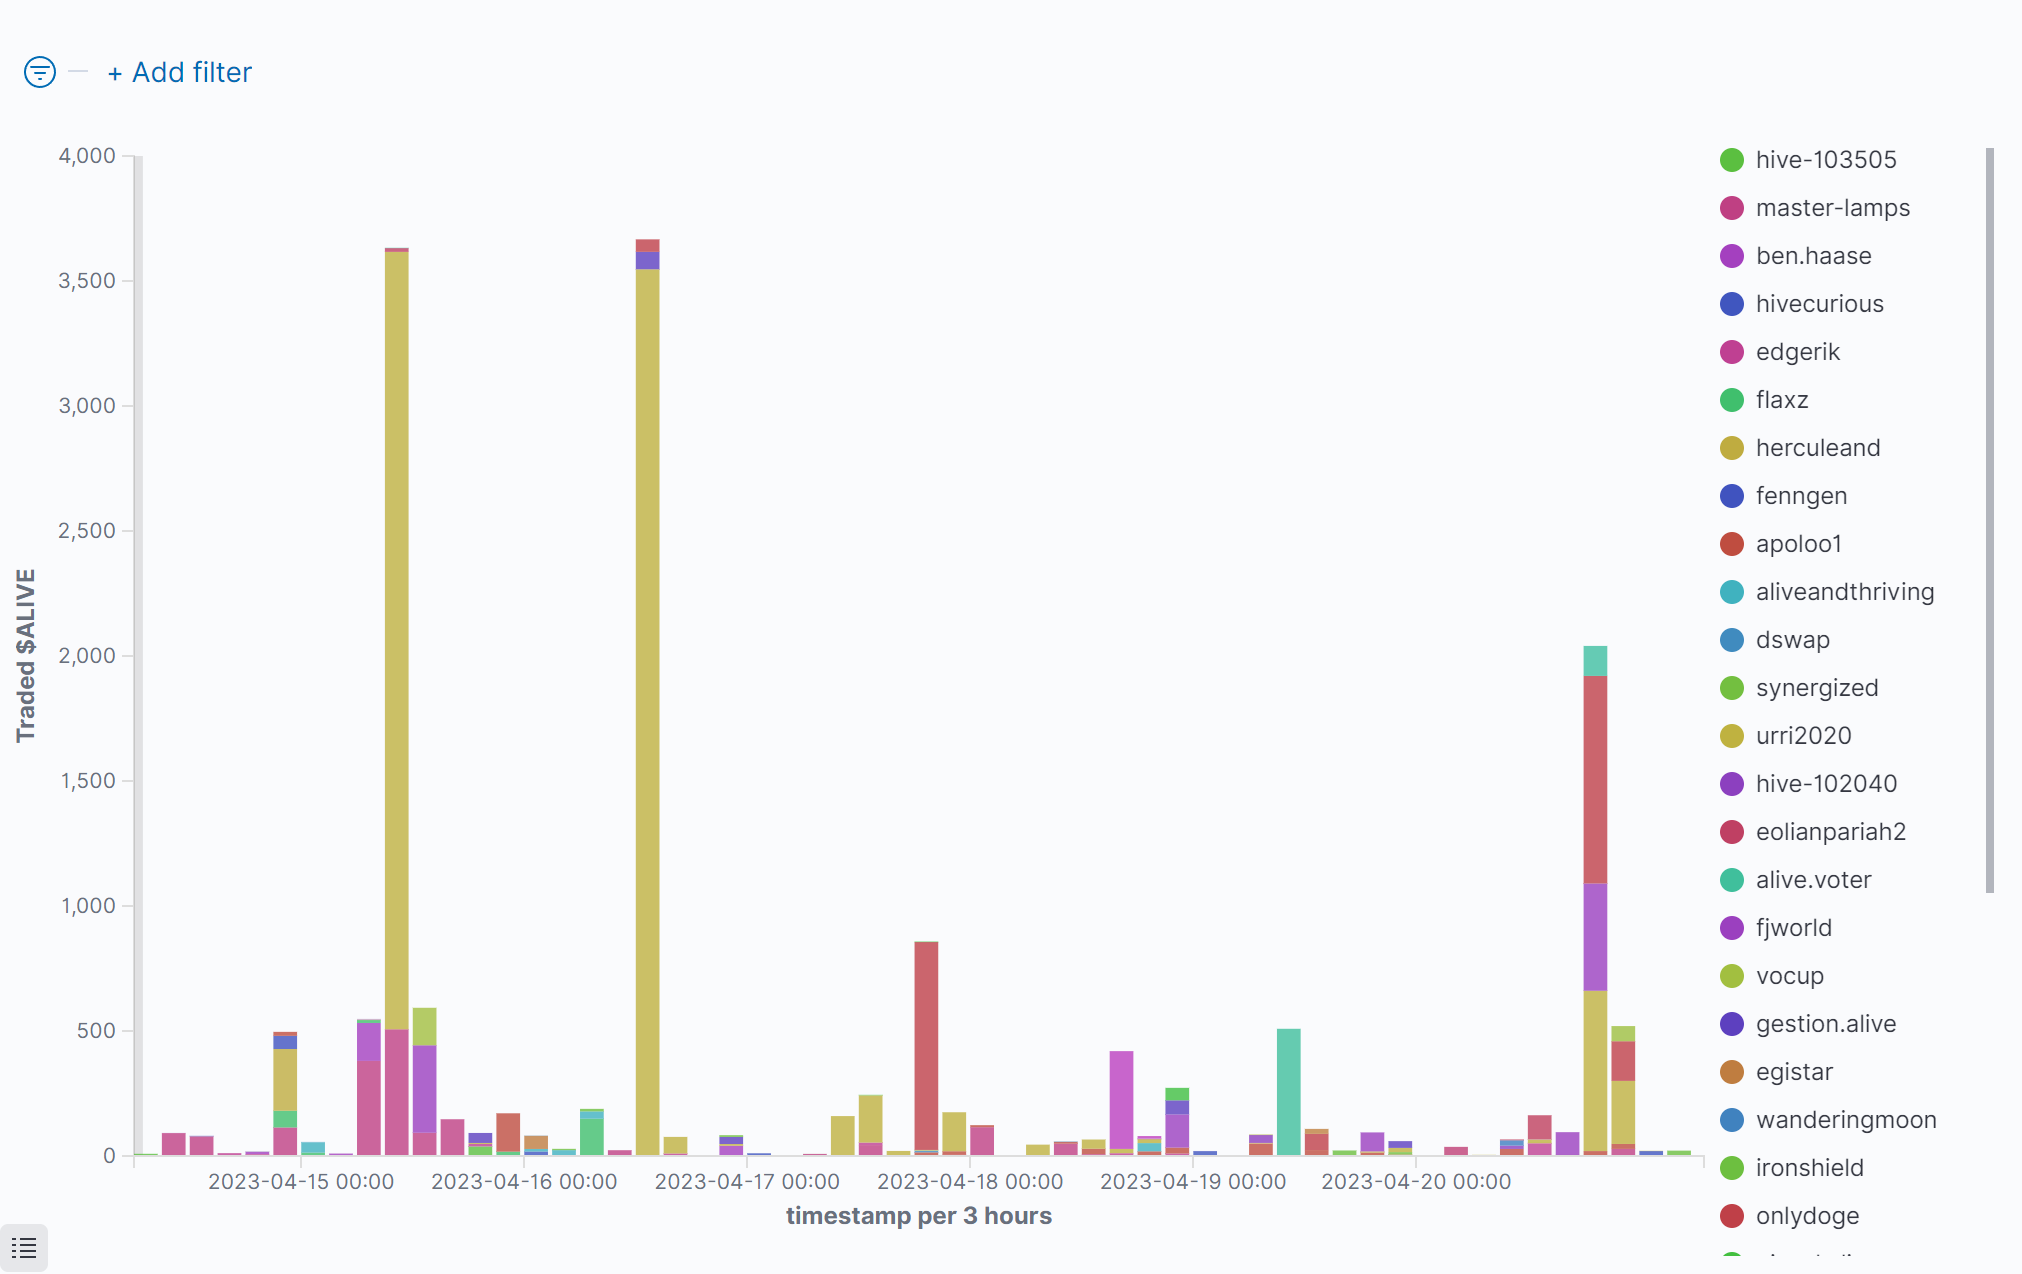 + Add filter
4,000
3,500
3,000
2,500
2,000
1,500
1,000
500
0
Traded $ALIVE
2023-04-15 00:00
2023-04-16 00:00
2023-04-17 00:00
2023-04-18 00:00
2023-04-19 00:00
2023-04-20 00:00
timestamp per 3 hours
hive-103505
master-lamps
ben.haase
hivecurious
edgerik
flaxz
herculeand
fenngen
apoloo1
aliveandthriving
dswap
synergized
urri2020
hive-102040
eolianpariah2
alive.voter
fjworld
vocup
gestion.alive
egistar
wanderingmoon
ironshield
onlydoge